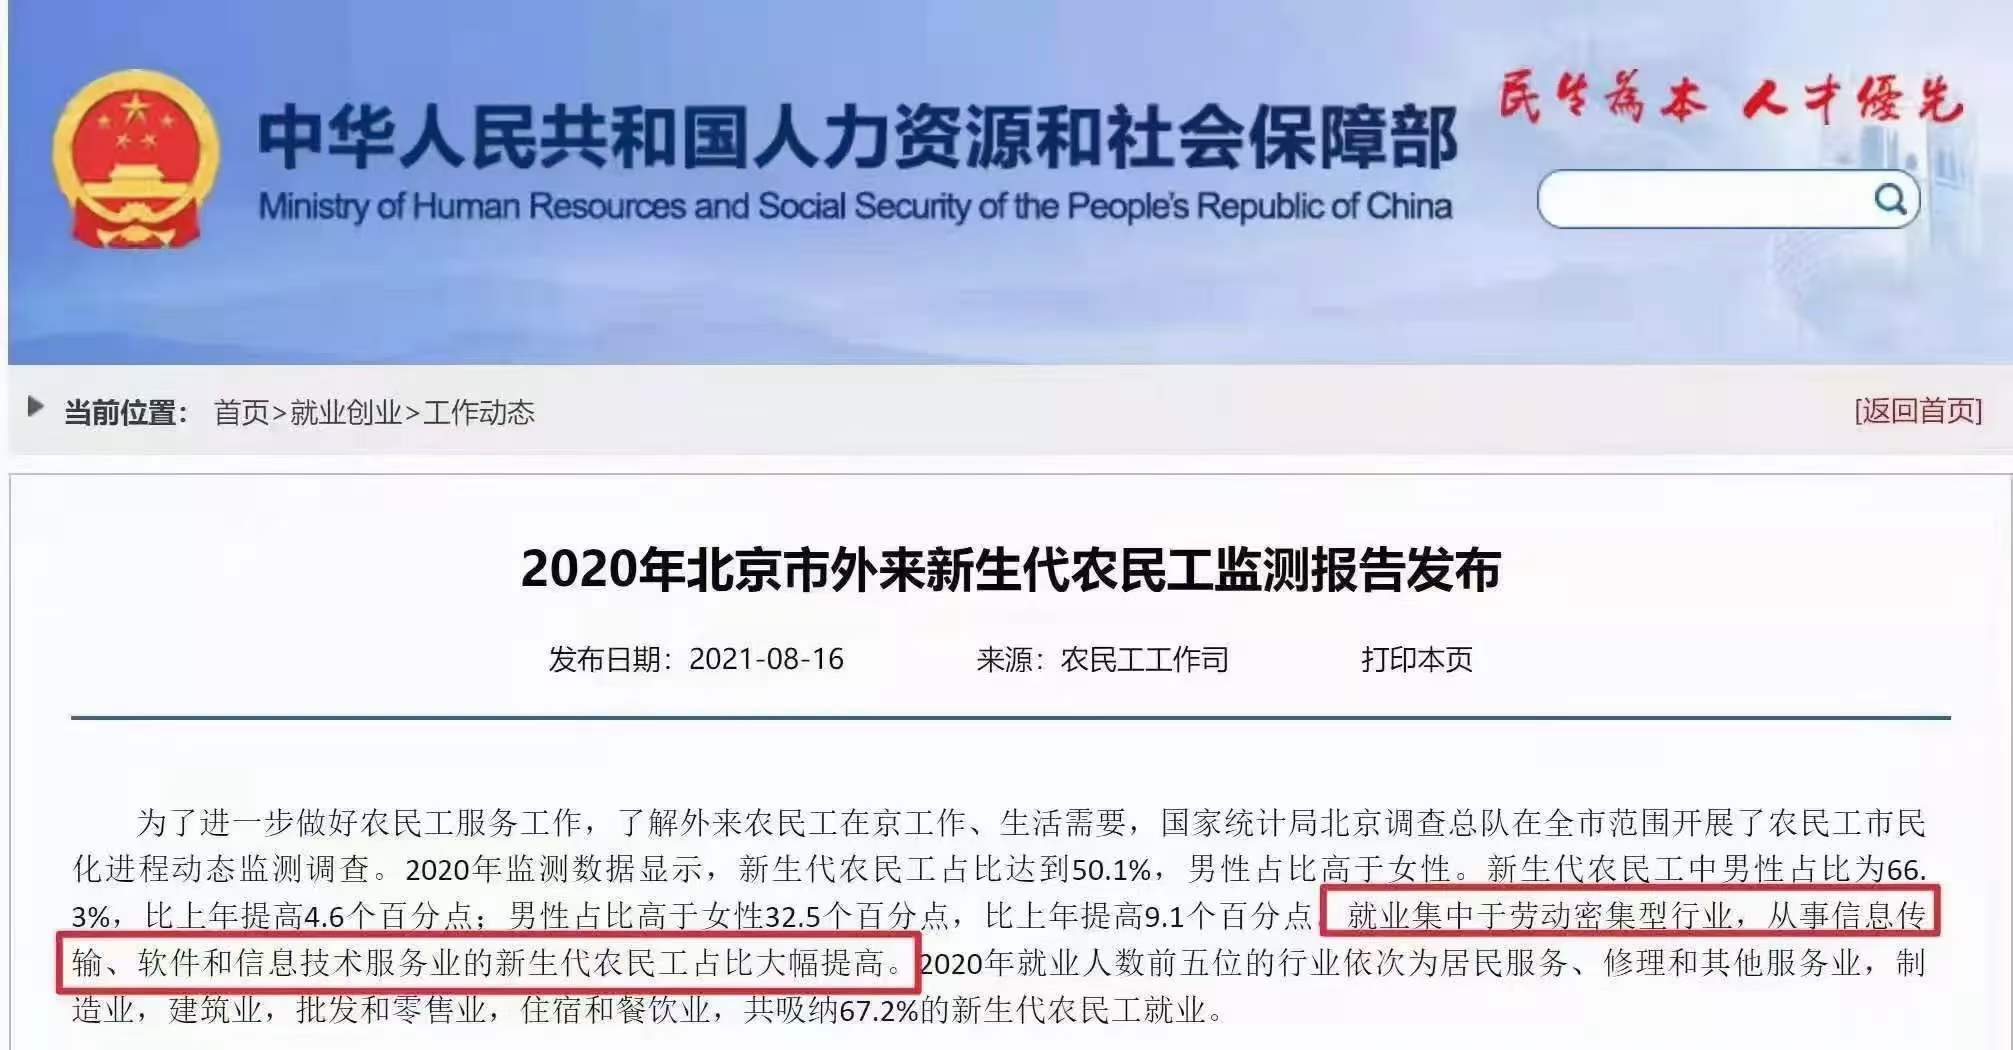 中华人民共和国人力资源和社会保障部
Ministry of Human Resources and Social Security of the People's Republic of China
民生為本 人才優先
当前位置： 首页>就业创业>工作动态
[返回首页]
2020年北京市外来新生代农民工监测报告发布
发布日期：2021-08-16 来源：农民工工作司 打印本页
为了进一步做好农民工服务工作，了解外来农民工在京工作、生活需要，国家统计局北京调查总队在全市范围开展了农民工市民
化进程动态监测调查。2020年监测数据显示，新生代农民工占比达到50.1%，男性占比高于女性。新生代农民工中男性占比为66.
3%，比上年提高4.6个百分点；男性占比高于女性32.5个百分点，比上年提高9.1个百分点。就业集中于劳动密集型行业，从事信息传
输、软件和信息技术服务业的新生代农民工占比大幅提高。2020年就业人数前五位的行业依次为居民服务、修理和其他服务业，制
造业，建筑业，批发和零售业，住宿和餐饮业，共吸纳67.2%的新生代农民工就业。